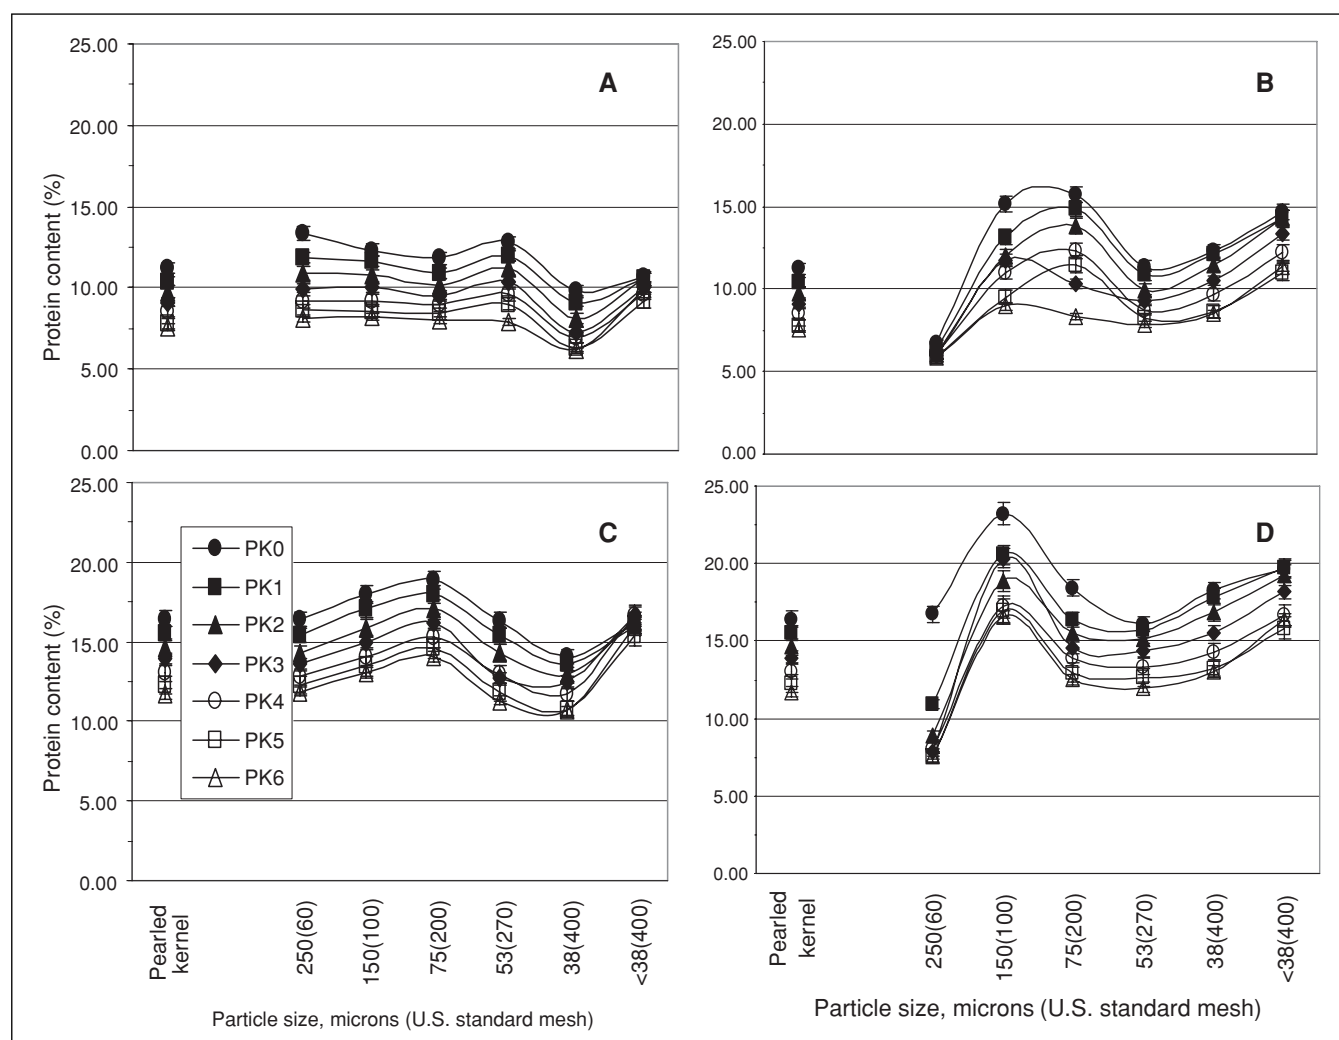 25.00
20.00
15.00
10.00
5.00
0.00
Protein content (%)
A
25.00
20.00
15.00
10.00
5.00
0.00
B
25.00
20.00
15.00
10.00
5.00
0.00
Protein content (%)
C
PK0
PK1
PK2
PK3
PK4
PK5
PK6
Pearled
kernel
250(60)
150(100)
75(200)
53(270)
38(400)
<38(400)
Particle size, microns (U.S. standard mesh)
25.00
20.00
15.00
10.00
5.00
0.00
D
Pearled
kernel
250(60)
150(100)
75(200)
53(270)
38(400)
<38(400)
Particle size, microns (U.S. standard mesh)